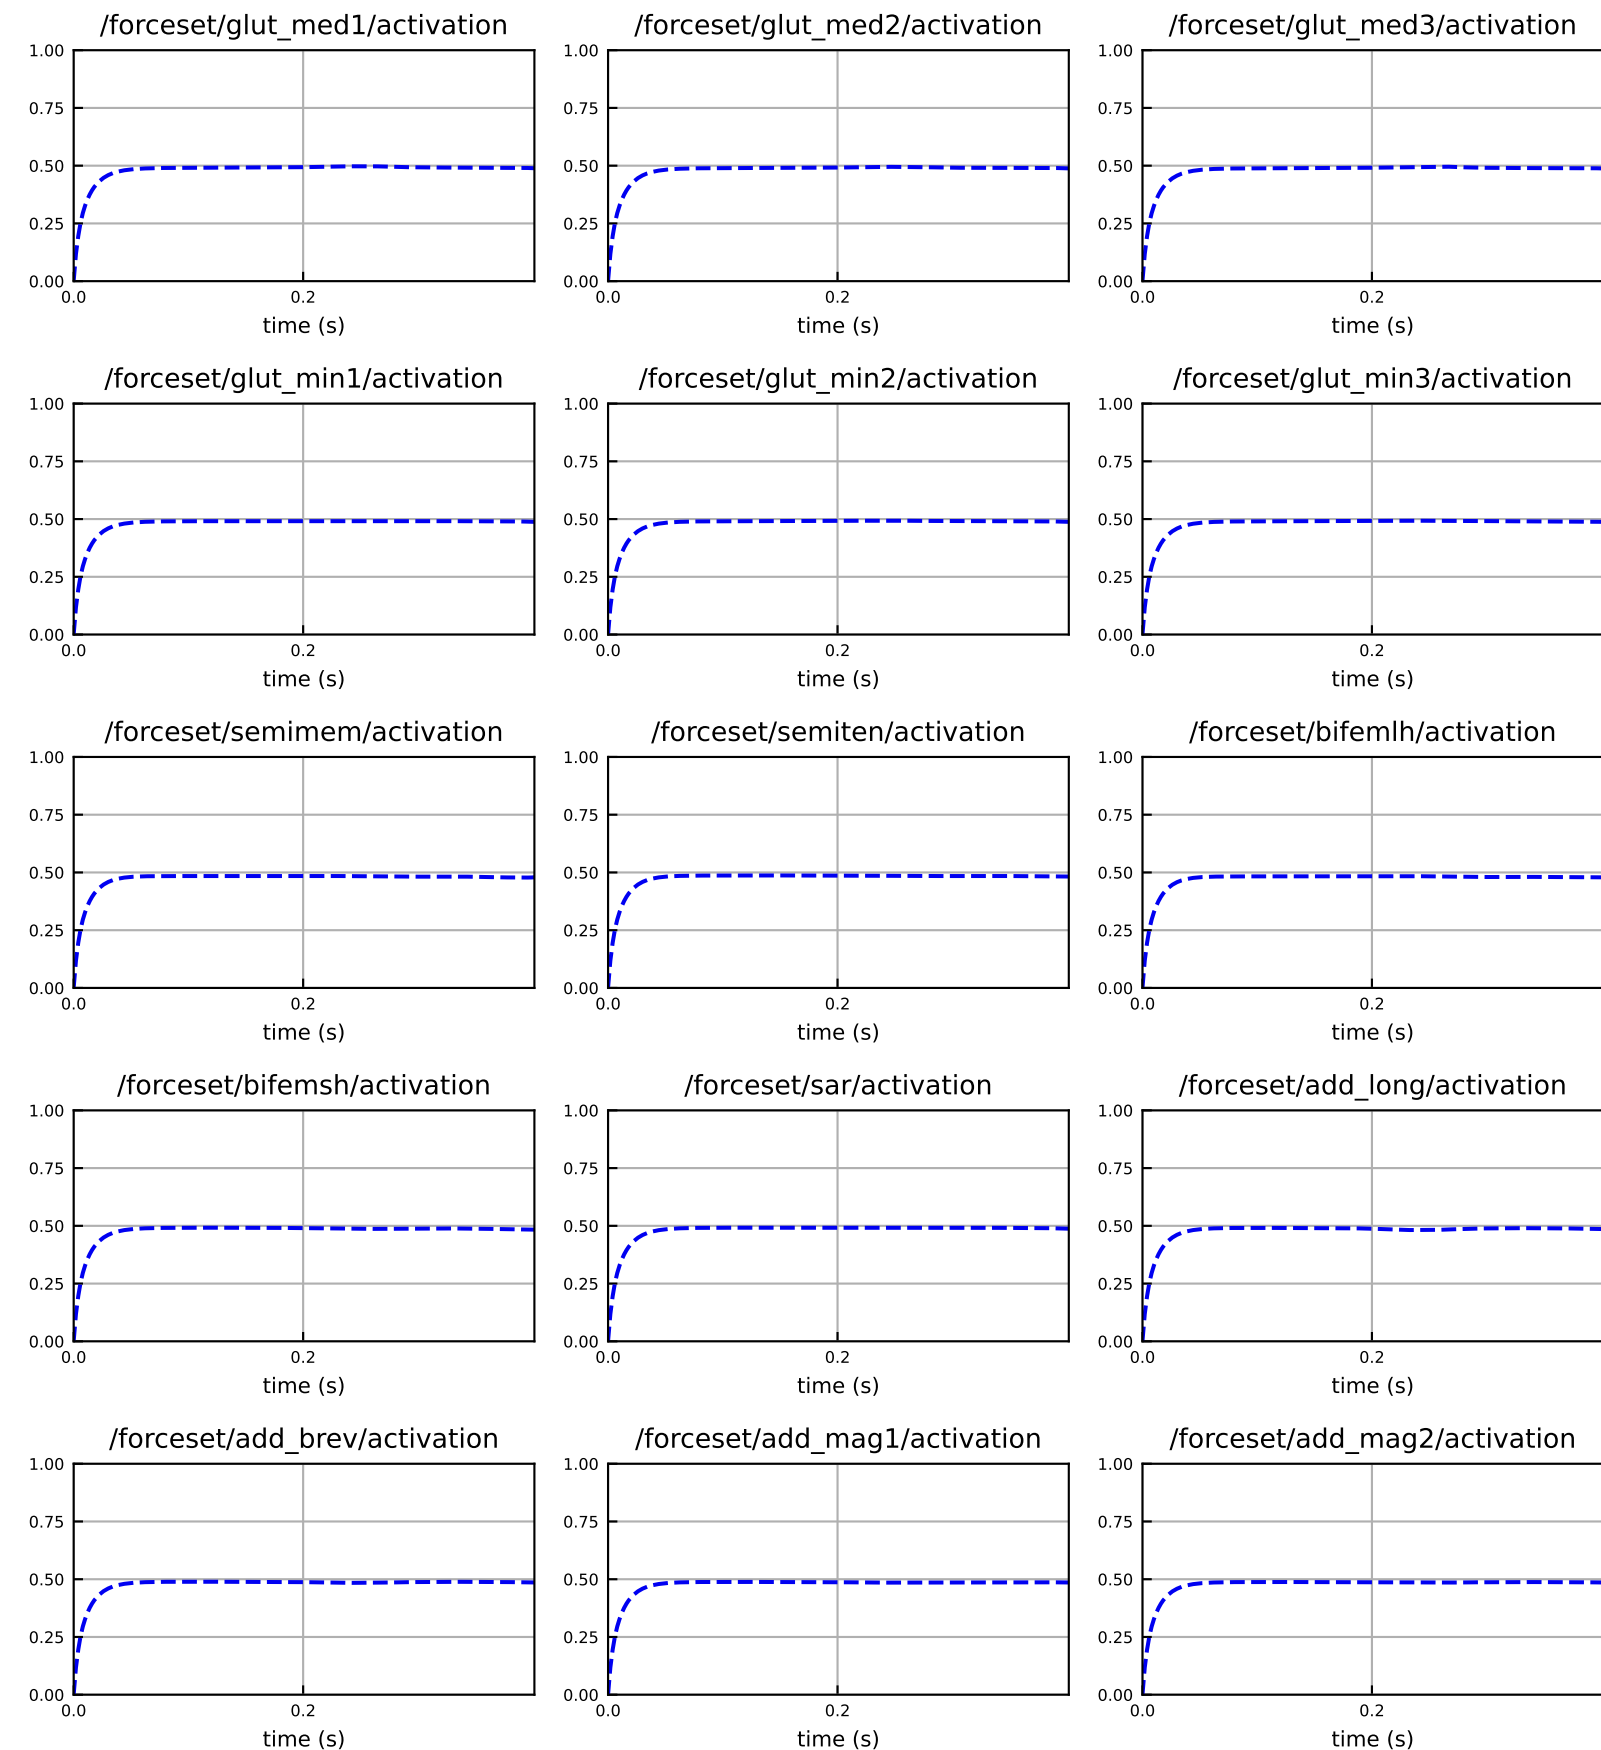 /forceset/glut_med1/activation /forceset/glut_med2/activation /forceset/glut_med3/activation
1.00 1.00 1.00
0.75 0.75 0.75
0.50 0.50 0.50
0.25 0.25 0.25
0.00 0.00 0.00
0.0 0.2 0.0 0.2 0.0 0.2
time (s) time (s) time (s)
/forceset/glut_min1/activation /forceset/glut_min2/activation /forceset/glut_min3/activation
1.00 1.00 1.00
0.75 0.75 0.75
0.50 0.50 0.50
0.25 0.25 0.25
0.00 0.00 0.00
0.0 0.2 0.0 0.2 0.0 0.2
time (s) time (s) time (s)
/forceset/semimem/activation /forceset/semiten/activation /forceset/bifemlh/activation
1.00 1.00 1.00
0.75 0.75 0.75
0.50 0.50 0.50
0.25 0.25 0.25
0.00 0.00 0.00
0.0 0.2 0.0 0.2 0.0 0.2
time (s) time (s) time (s)
/forceset/bifemsh/activation /forceset/sar/activation /forceset/add_long/activation
1.00 1.00 1.00
0.75 0.75 0.75
0.50 0.50 0.50
0.25 0.25 0.25
0.00 0.00 0.00
0.0 0.2 0.0 0.2 0.0 0.2
time (s) time (s) time (s)
/forceset/add_brev/activation /forceset/add_mag1/activation /forceset/add_mag2/activation
1.00 1.00 1.00
0.75 0.75 0.75
0.50 0.50 0.50
0.25 0.25 0.25
0.00 0.00 0.00
0.0 0.2 0.0 0.2 0.0 0.2
time (s) time (s) time (s)